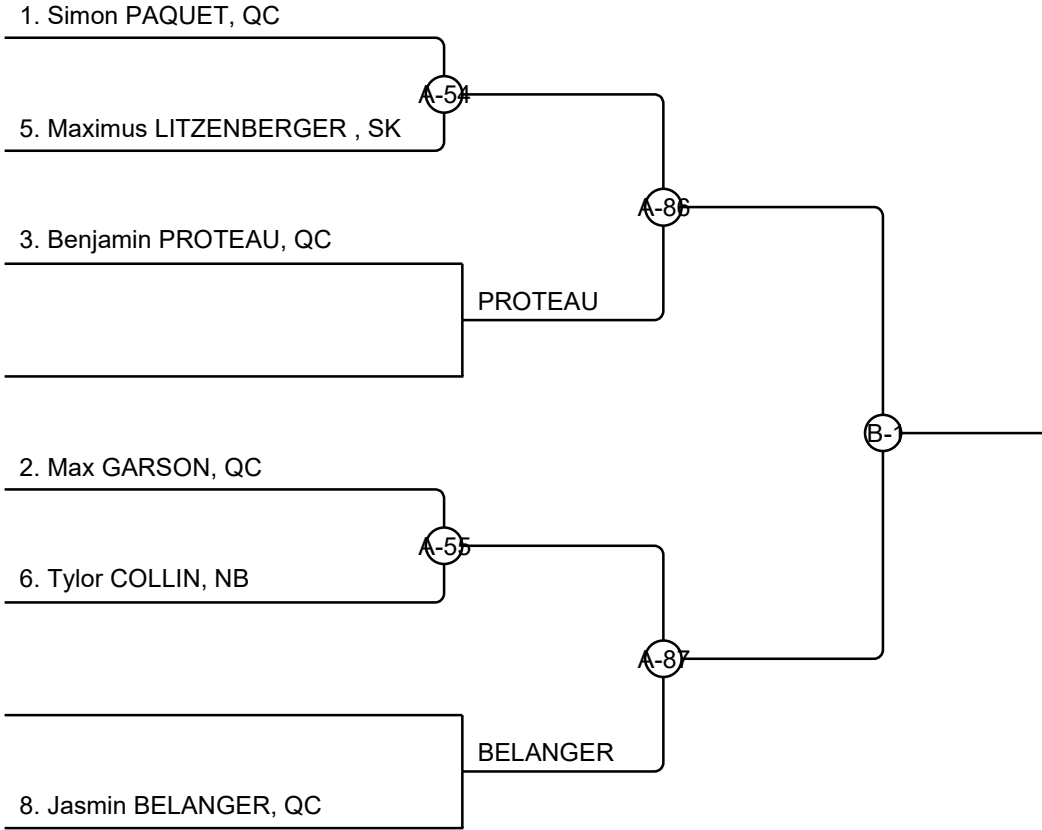 1. Simon PAQUET, QC
A-54
5. Maximus LITZENBERGER , SK
A-86
3. Benjamin PROTEAU, QC
PROTEAU
B-1
2. Max GARSON, QC
A-55
6. Tylor COLLIN, NB
A-87
BELANGER
8. Jasmin BELANGER, QC